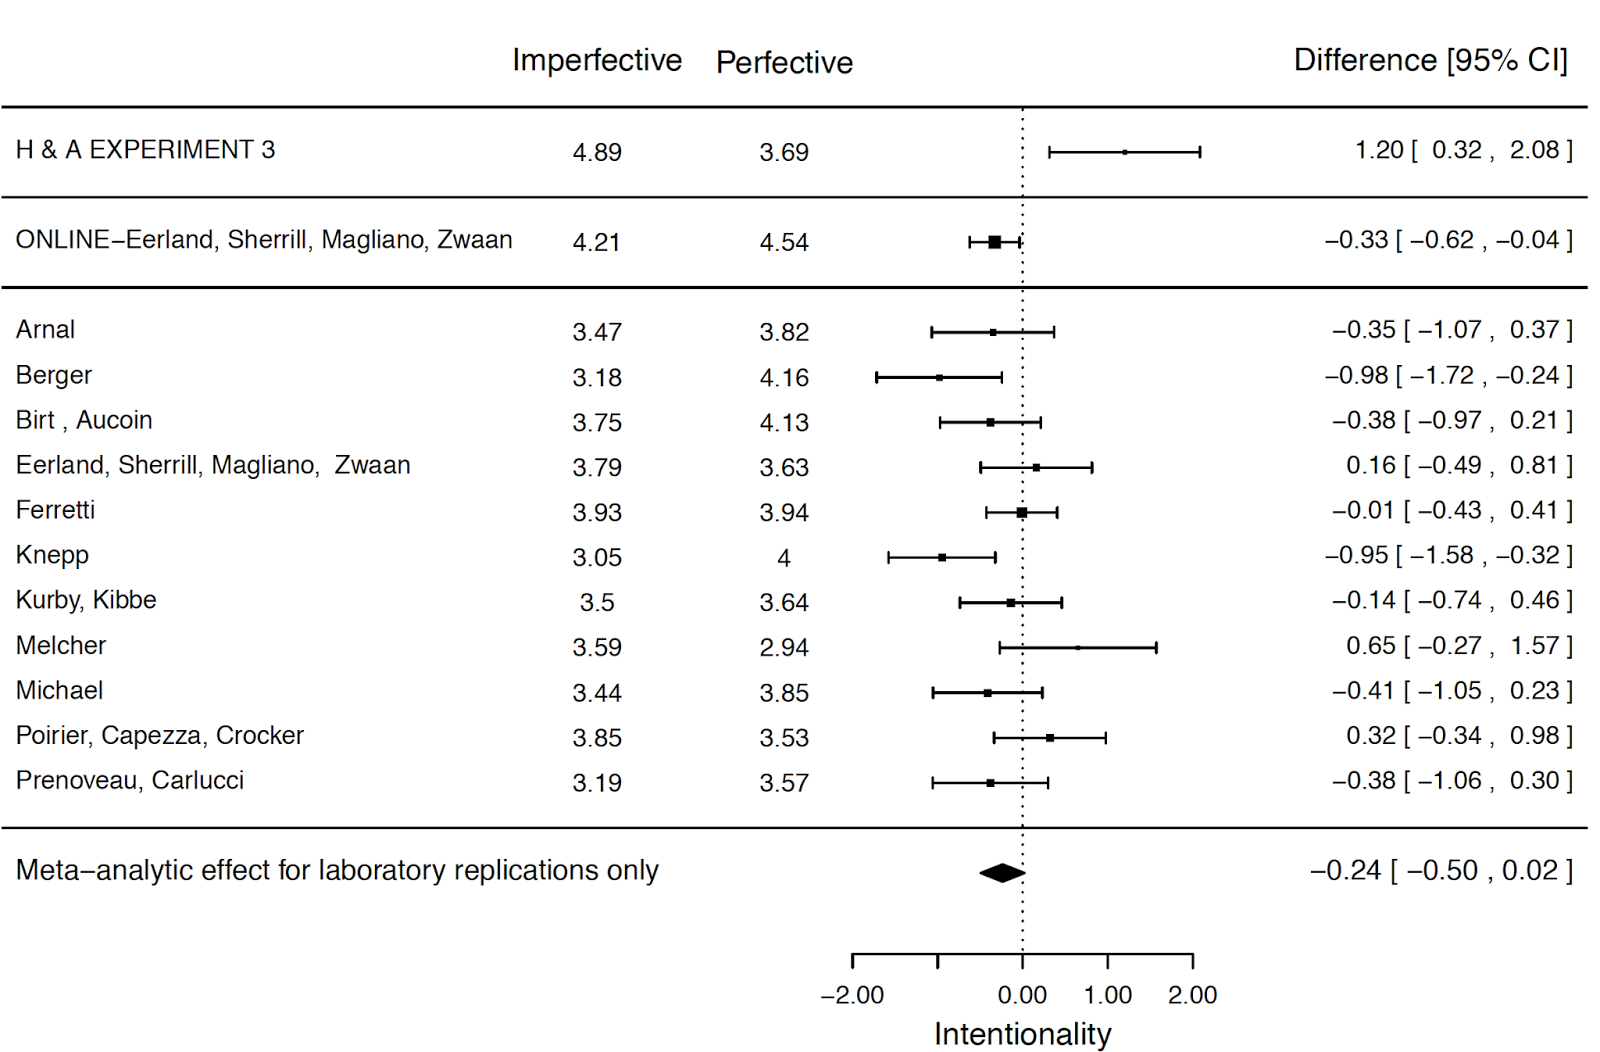 Imperfective Perfective Difference [95% CI]
H & A EXPERIMENT 3 4.89 3.69 1.20 [ 0.32 , 2.08 ]
ONLINE−Eerland, Sherrill, Magliano, Zwaan 4.21 4.54 −0.33 [ −0.62 , −0.04 ]
Arnal 3.47 3.82 −0.35 [ −1.07 , 0.37 ]
Berger 3.18 4.16 −0.98 [ −1.72 , −0.24 ]
Birt , Aucoin 3.75 4.13 −0.38 [ −0.97 , 0.21 ]
Eerland, Sherrill, Magliano, Zwaan 3.79 3.63 0.16 [ −0.49 , 0.81 ]
Ferretti 3.93 3.94 −0.01 [ −0.43 , 0.41 ]
Knepp 3.05 4 −0.95 [ −1.58 , −0.32 ]
Kurby, Kibbe 3.5 3.64 −0.14 [ −0.74 , 0.46 ]
Melcher 3.59 2.94 0.65 [ −0.27 , 1.57 ]
Michael 3.44 3.85 −0.41 [ −1.05 , 0.23 ]
Poirier, Capezza, Crocker 3.85 3.53 0.32 [ −0.34 , 0.98 ]
Prenoveau, Carlucci 3.19 3.57 −0.38 [ −1.06 , 0.30 ]
Meta−analytic effect for laboratory replications only −0.24 [ −0.50 , 0.02 ]
−2.00 0.00 1.00 2.00
Intentionality